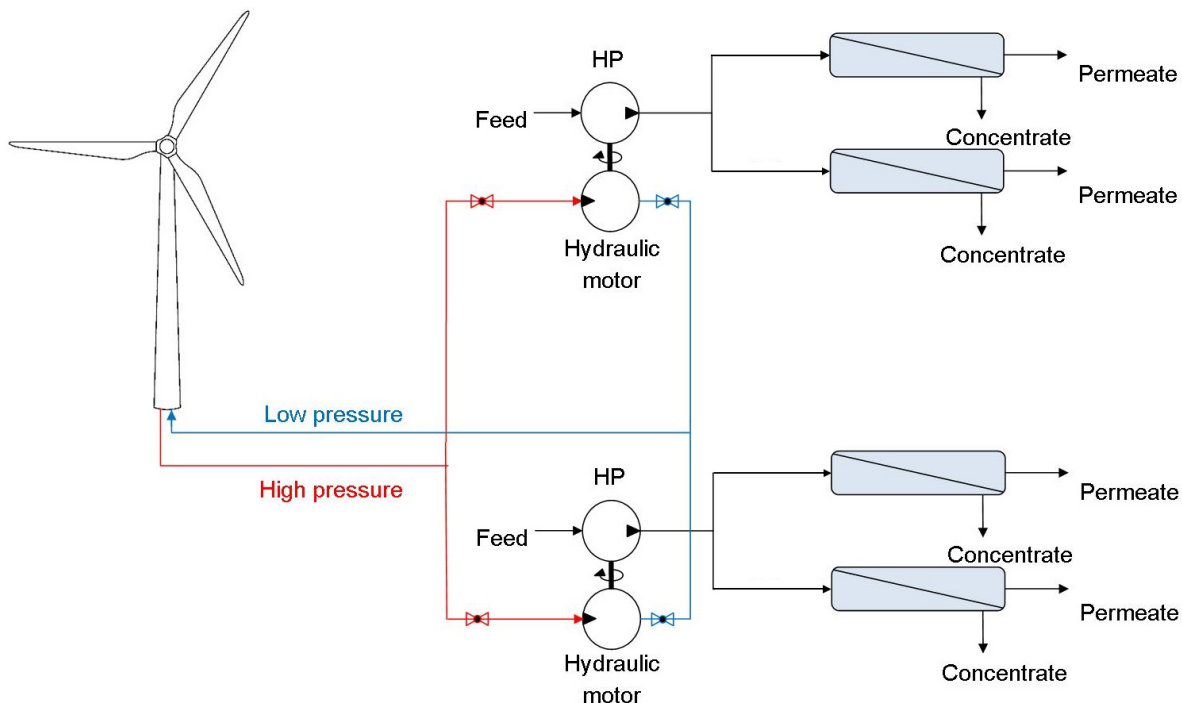 HP
Permeate
Feed
Concentrate
Permeate
Hydraulic
motor
Concentrate
Low pressure
High pressure
HP
Permeate
Feed
Concentrate
Permeate
Hydraulic
motor
Concentrate